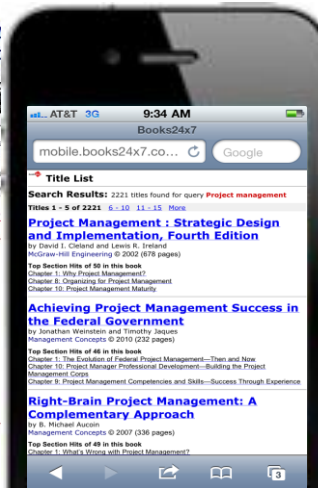 AT&T 3G 9:34 AM
Books24x7
mobile.books24x7.co... Google
Title List
Search Results: 2221 titles found for query Project management
Titles 1 - 5 of 2221 6 - 10 11 - 15 More
Project Management : Strategic Design
and Implementation, Fourth Edition
by David I. Cleland and Lewis R. Ireland
McGraw-Hill Engineering © 2002 (678 pages)
Top Section Hits of 50 in this book
Chapter 1: Why Project Management?
Chapter 8: Organizing for Project Management
Chapter 10: Project Management Maturity
Achieving Project Management Success in
the Federal Government
by Jonathan Weinstein and Timothy Jaques
Management Concepts © 2010 (232 pages)
Top Section Hits of 46 in this book
Chapter 1: The Evolution of Federal Project Management—Then and Now
Chapter 10: Project Manager Professional Development—Building the Project
Management Corps
Chapter 9: Project Management Competencies and Skills—Success Through Experience
Right-Brain Project Management: A
Complementary Approach
by B. Michael Aucoin
Management Concepts © 2007 (336 pages)
Top Section Hits of 49 in this book
Chapter 1: What's Wrong with Project Management?
3